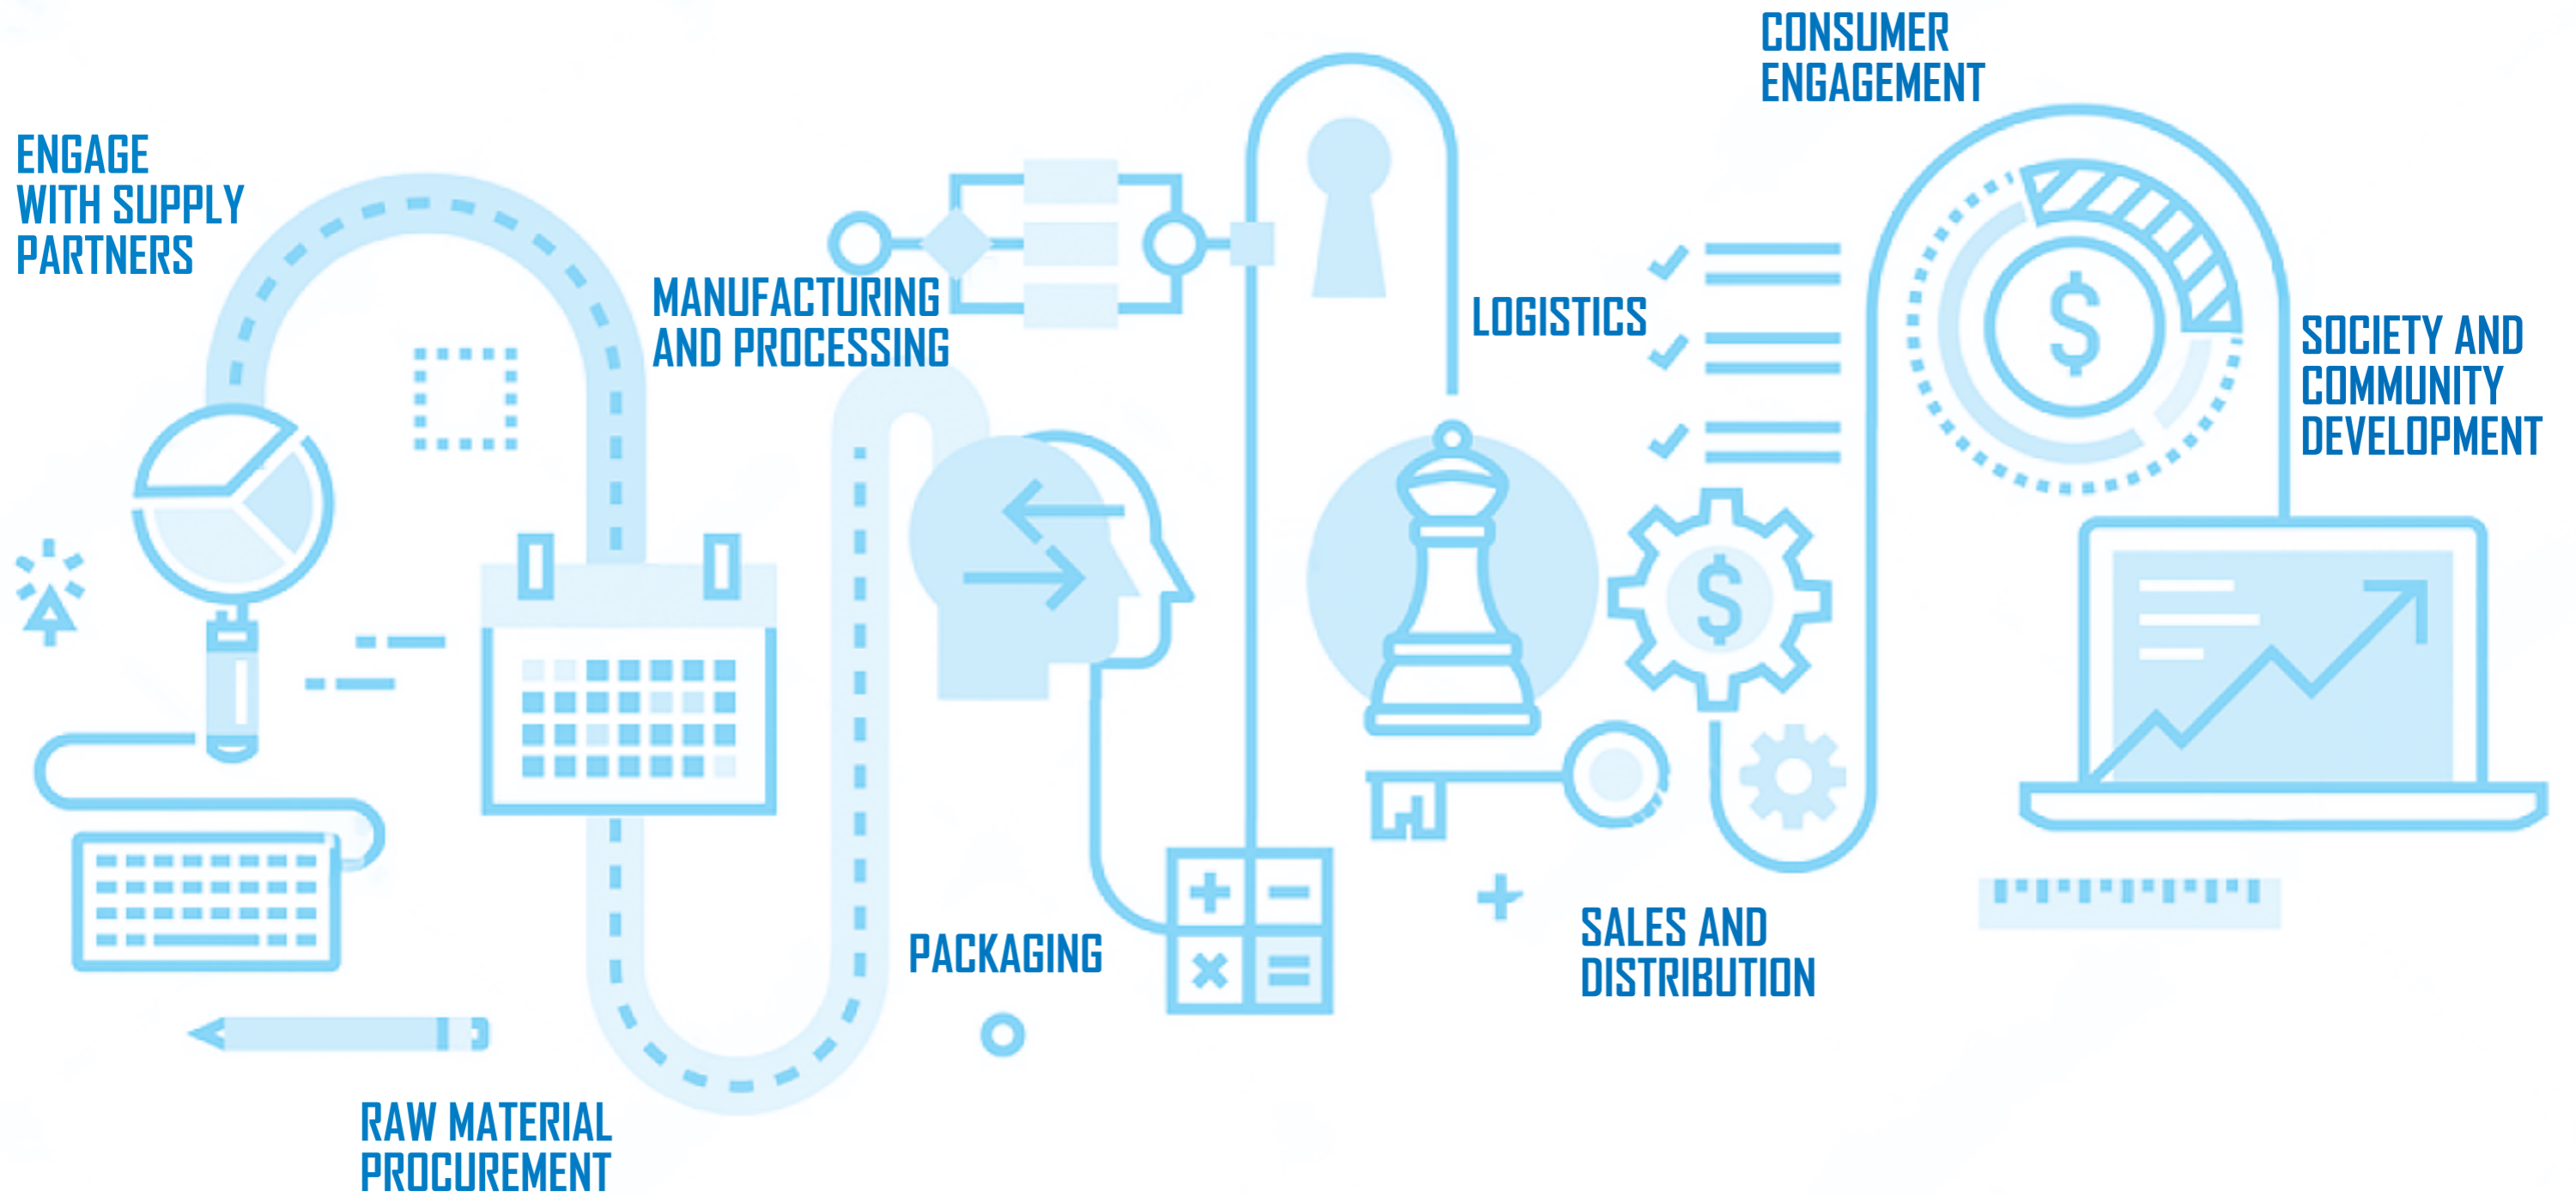 ENGAGE
WITH SUPPLY
PARTNERS
RAW MATERIAL
PROCUREMENT
MANUFACTURING
AND PROCESSING
PACKAGING
LOGISTICS
SALES AND
DISTRIBUTION
CONSUMER
ENGAGEMENT
SOCIETY AND
COMMUNITY
DEVELOPMENT
$
$